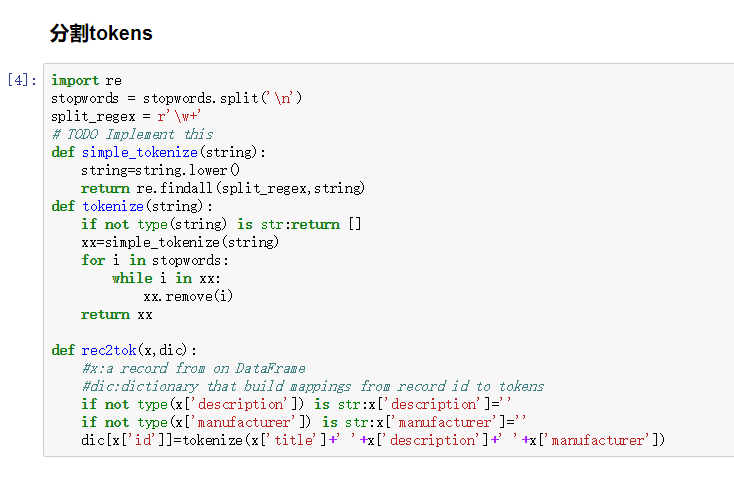 分割tokens
[4]:
import re
stopwords = stopwords.split('\n')
split_regex = r'\w+'
# TODO Implement this
def simple_tokenize(string):
    string=string.lower()
    return re.findall(split_regex,string)
def tokenize(string):
    if not type(string) is str:return []
    xx=simple_tokenize(string)
    for i in stopwords:
        while i in xx:
            xx.remove(i)
    return xx

def rec2tok(x,dic):
    #x:a record from on DataFrame
    #dic:dictionary that build mappings from record id to tokens
    if not type(x['description']) is str:x['description']=''
    if not type(x['manufacturer']) is str:x['manufacturer']=''
    dic[x['id']]=tokenize(x['title']+' '+x['description']+' '+x['manufacturer'])